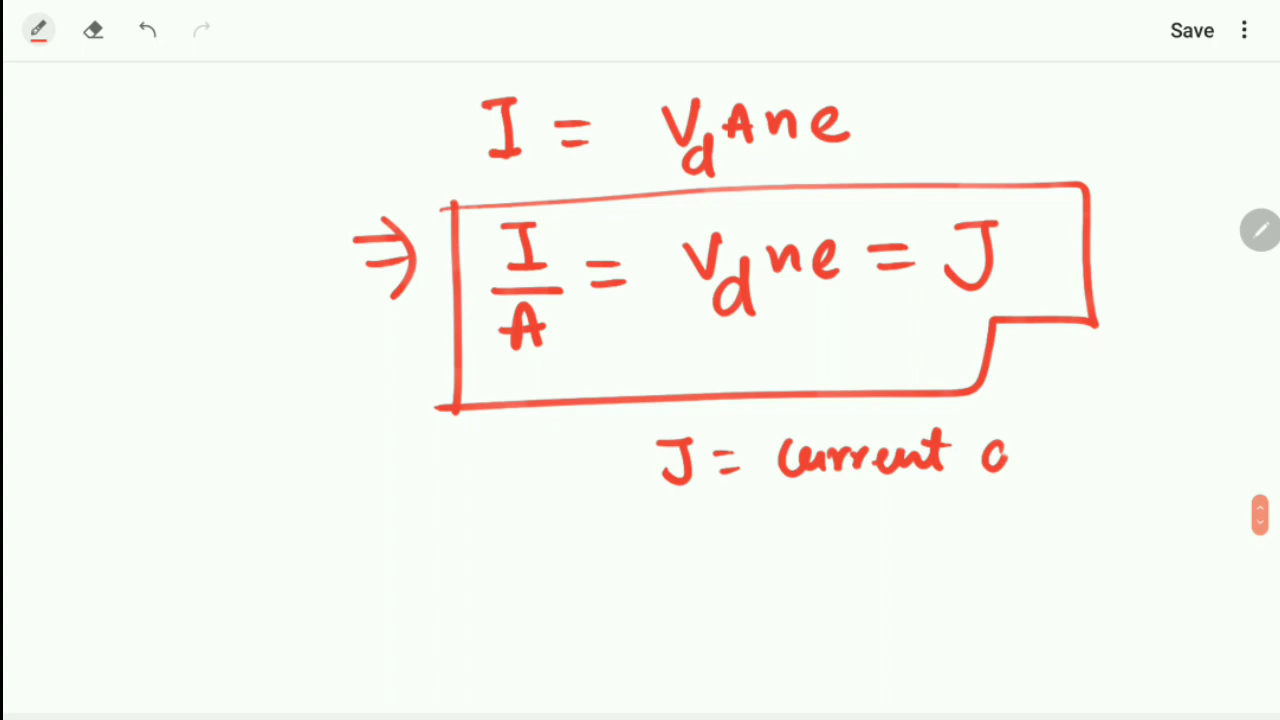 Save
I = VdAne
⇒ I/A = Vdne = J
J = current